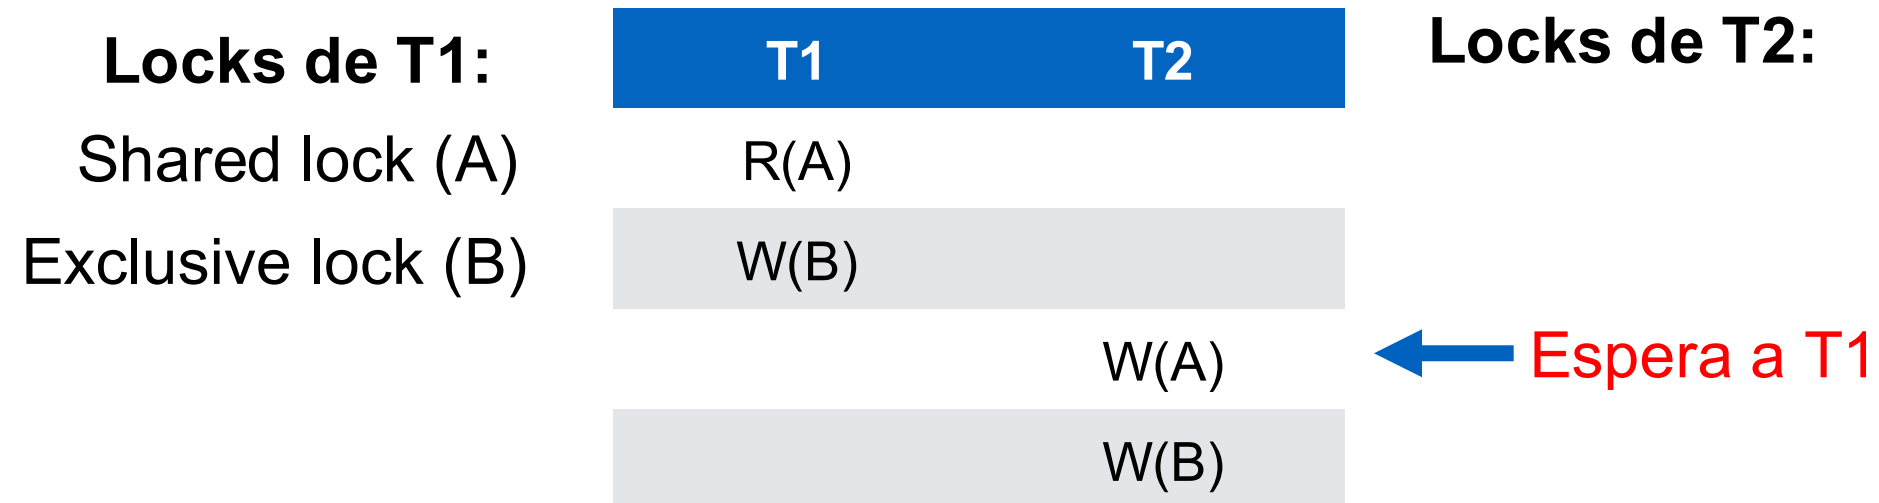 Locks de T1:
T1 T2
Locks de T2:
Shared lock (A)
R(A)
Exclusive lock (B)
W(B)
W(A)
Espera a T1
W(B)